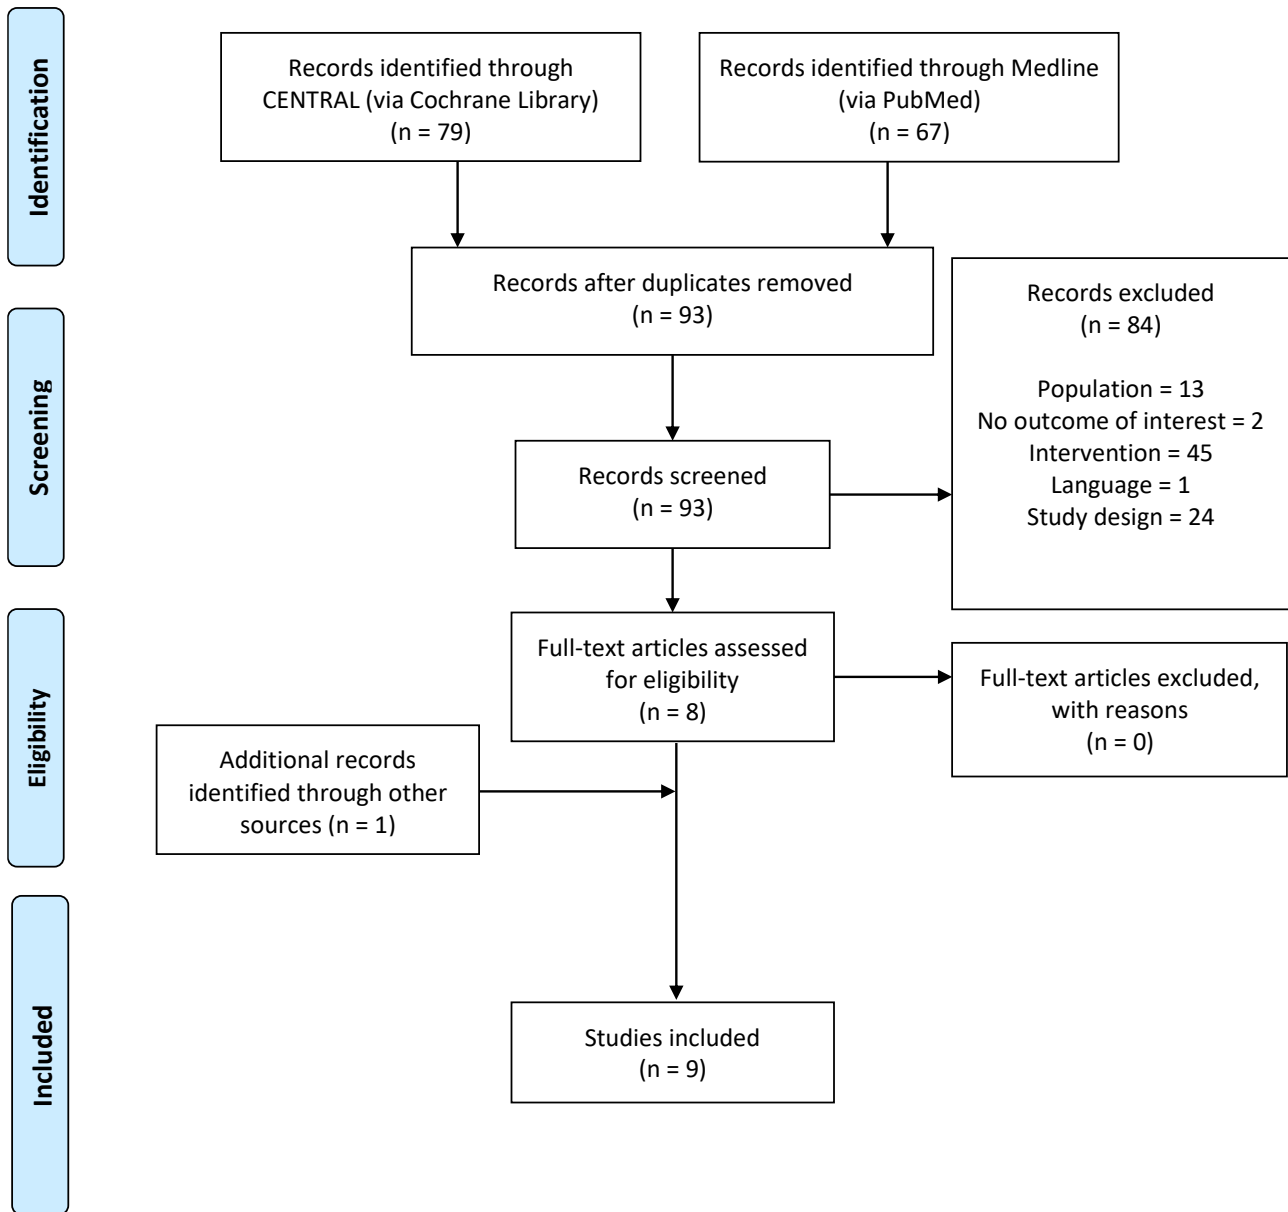 Identification
Records identified through
CENTRAL (via Cochrane Library)
(n = 79)
Records identified through Medline
(via PubMed)
(n = 67)
Records after duplicates removed
(n = 93)
Screening
Records screened
(n = 93)
Records excluded
(n = 84)
Population = 13
No outcome of interest = 2
Intervention = 45
Language = 1
Study design = 24
Eligibility
Full-text articles assessed
for eligibility
(n = 8)
Full-text articles excluded,
with reasons
(n = 0)
Additional records
identified through other
sources (n = 1)
Included
Studies included
(n = 9)